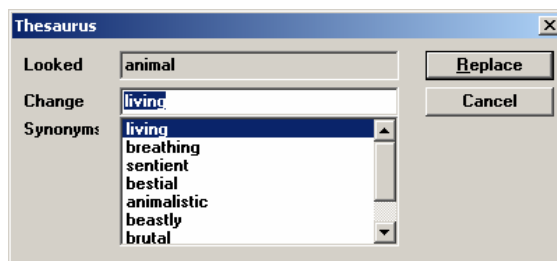 Thesaurus
Looked animal Replace
Change living Cancel
Synonyms living
breathing
sentient
bestial
animalistic
beastly
brutal